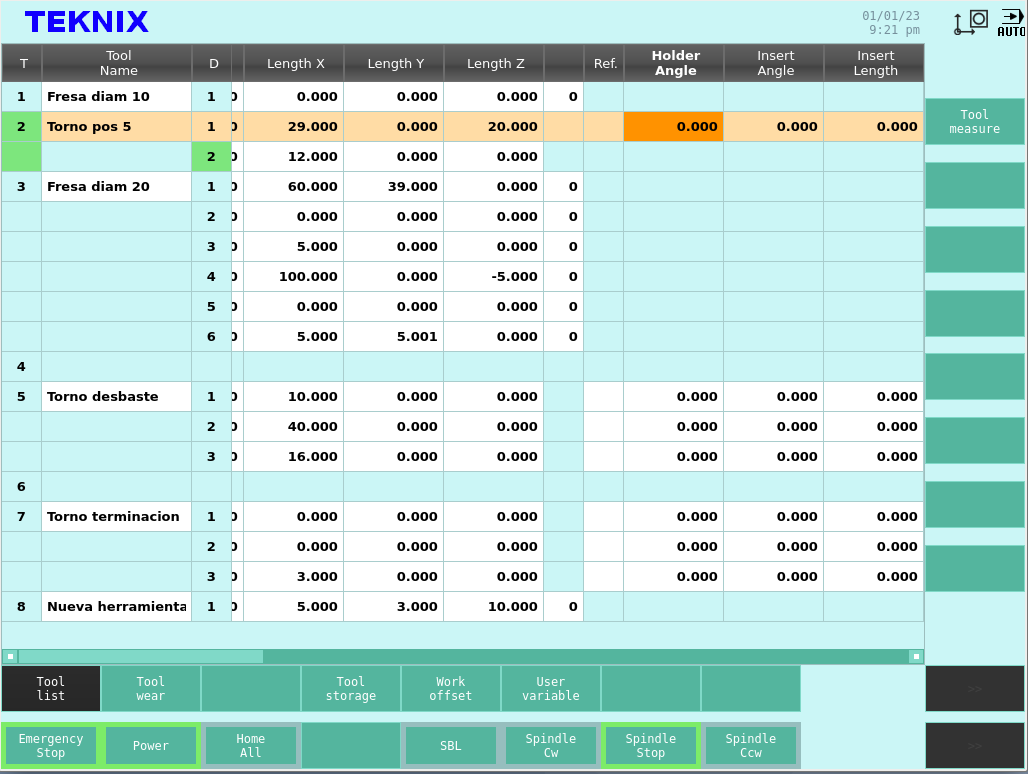 TEKNIX
01/01/23
9:21 pm
AUTO
T Tool Name D Length X Length Y Length Z Ref. Holder Angle Insert Angle Insert Length
1 Fresa diam 10 1 0 0.000 0.000 0.000 0
2 Torno pos 5 1 0 29.000 0.000 20.000 0.000 0.000 0.000
2 0 12.000 0.000 0.000
3 Fresa diam 20 1 0 60.000 39.000 0.000 0
2 0 0.000 0.000 0.000 0
3 0 5.000 0.000 0.000 0
4 0 100.000 0.000 -5.000 0
5 0 0.000 0.000 0.000 0
6 0 5.000 5.001 0.000 0
4
5 Torno desbaste 1 0 10.000 0.000 0.000 0.000 0.000 0.000
2 0 40.000 0.000 0.000 0.000 0.000 0.000
3 0 16.000 0.000 0.000 0.000 0.000 0.000
6
7 Torno terminacion 1 0 0.000 0.000 0.000 0.000 0.000 0.000
2 0 0.000 0.000 0.000 0.000 0.000 0.000
3 0 3.000 0.000 0.000 0.000 0.000 0.000
8 Nueva herramienta 1 0 5.000 3.000 10.000 0
Tool measure
Tool list
Tool wear
Tool storage
Work offset
User variable
>>
Emergency Stop
Power
Home All
SBL
Spindle Cw
Spindle Stop
Spindle Ccw
>>